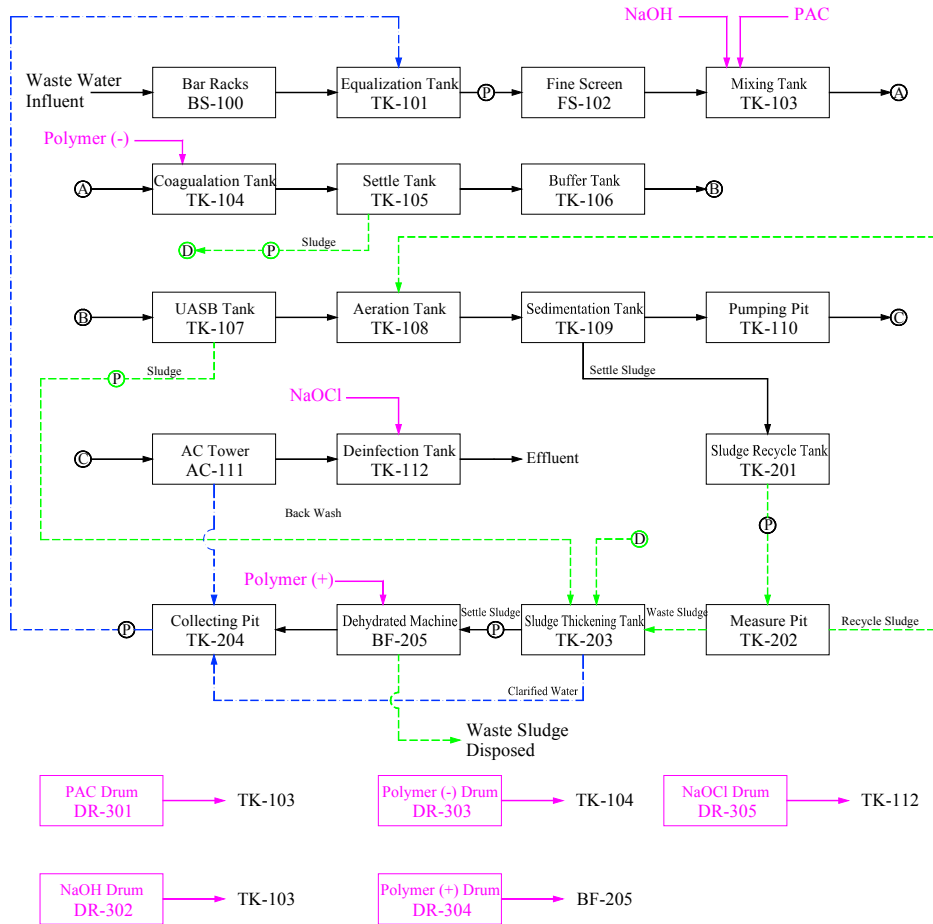 NaOH
PAC
Waste Water
Influent
Bar Racks
BS-100
Equalization Tank
TK-101
P
Fine Screen
FS-102
Mixing Tank
TK-103
A
Polymer (-)
A
Coagualation Tank
TK-104
Settle Tank
TK-105
Buffer Tank
TK-106
B
D
P
Sludge
B
UASB Tank
TK-107
Aeration Tank
TK-108
Sedimentation Tank
TK-109
Pumping Pit
TK-110
C
P
Sludge
Settle Sludge
NaOCl
C
AC Tower
AC-111
Deinfection Tank
TK-112
Effluent
Sludge Recycle Tank
TK-201
Back Wash
P
D
Polymer (+)
P
Collecting Pit
TK-204
Dehydrated Machine
BF-205
Settle Sludge
P
Sludge Thickening Tank
TK-203
Waste Sludge
Measure Pit
TK-202
Recycle Sludge
Clarified Water
Waste Sludge
Disposed
PAC Drum
DR-301
TK-103
Polymer (-) Drum
DR-303
TK-104
NaOCl Drum
DR-305
TK-112
NaOH Drum
DR-302
TK-103
Polymer (+) Drum
DR-304
BF-205